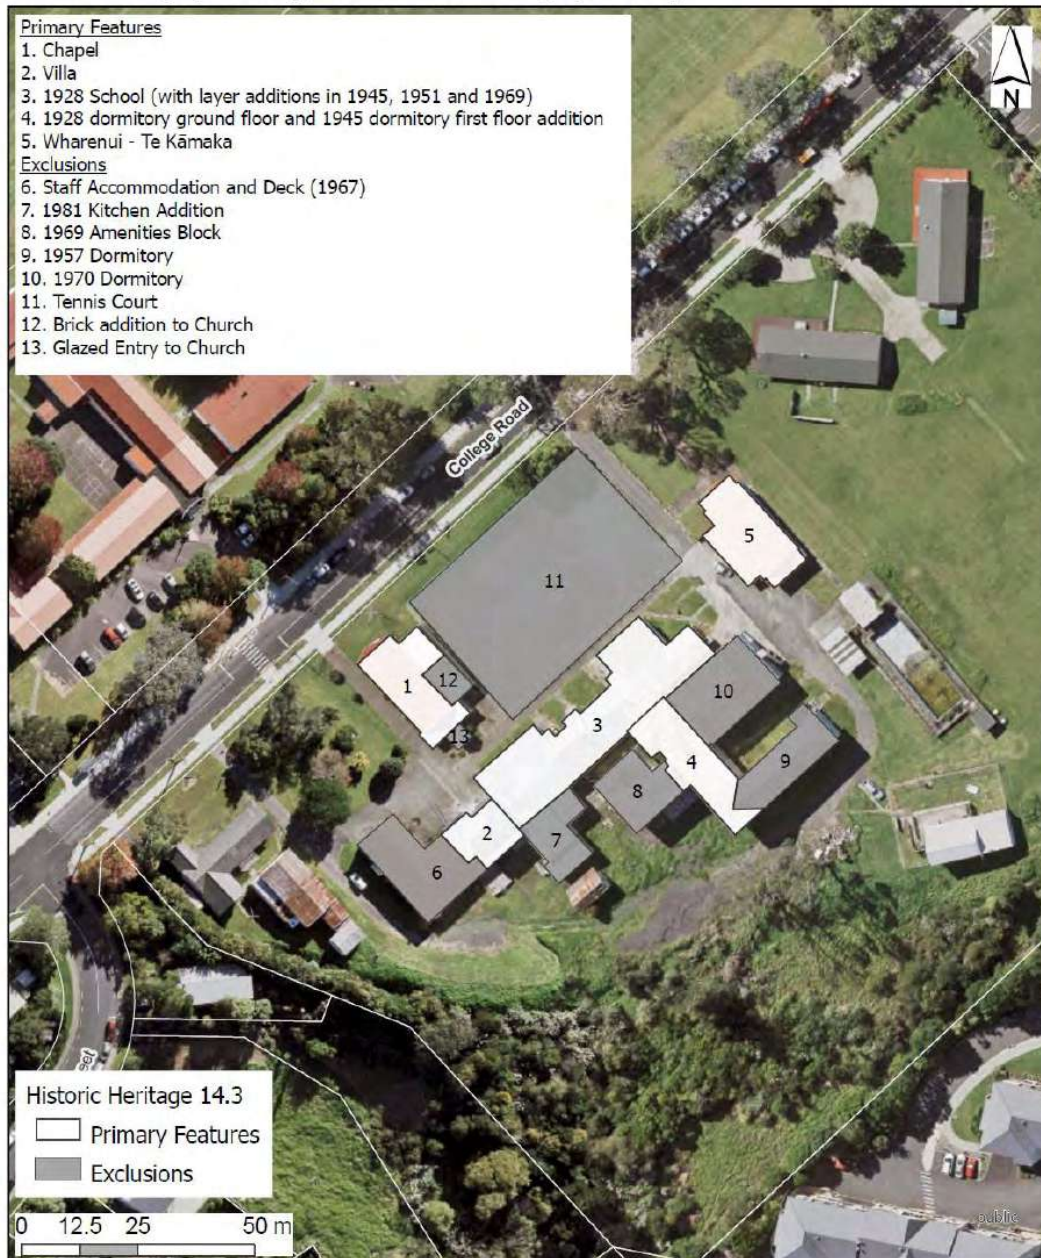 Primary Features
1. Chapel
2. Villa
3. 1928 School (with layer additions in 1945, 1951 and 1969)
4. 1928 dormitory ground floor and 1945 dormitory first floor addition
5. Wharenui - Te Kāmaka
Exclusions
6. Staff Accommodation and Deck (1967)
7. 1981 Kitchen Addition
8. 1969 Amenities Block
9. 1957 Dormitory
10. 1970 Dormitory
11. Tennis Court
12. Brick addition to Church
13. Glazed Entry to Church
N
College Road
5
11
1
12
13
3
10
4
9
8
2
7
6
Historic Heritage 14.3
Primary Features
Exclusions
0 12.5 25 50 m
public